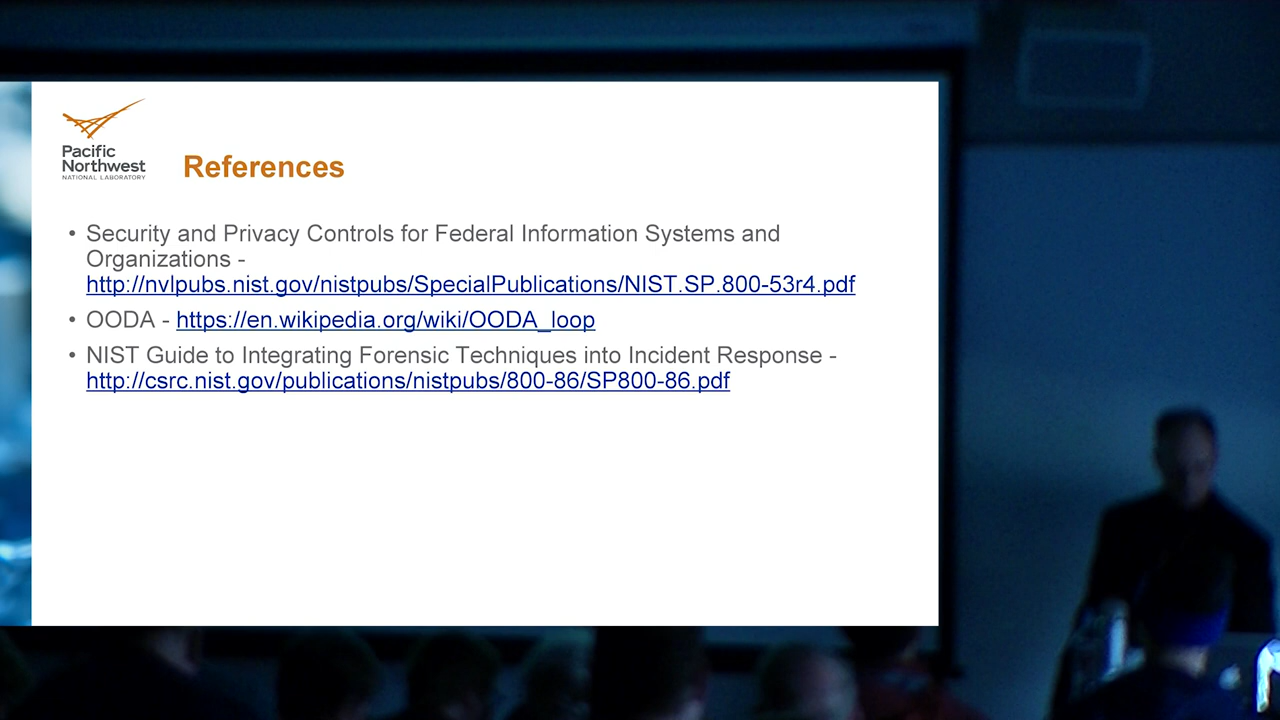 Pacific
Northwest
NATIONAL LABORATORY
References
• Security and Privacy Controls for Federal Information Systems and
Organizations -
http://nvlpubs.nist.gov/nistpubs/SpecialPublications/NIST.SP.800-53r4.pdf
• OODA - https://en.wikipedia.org/wiki/OODA_loop
• NIST Guide to Integrating Forensic Techniques into Incident Response -
http://csrc.nist.gov/publications/nistpubs/800-86/SP800-86.pdf